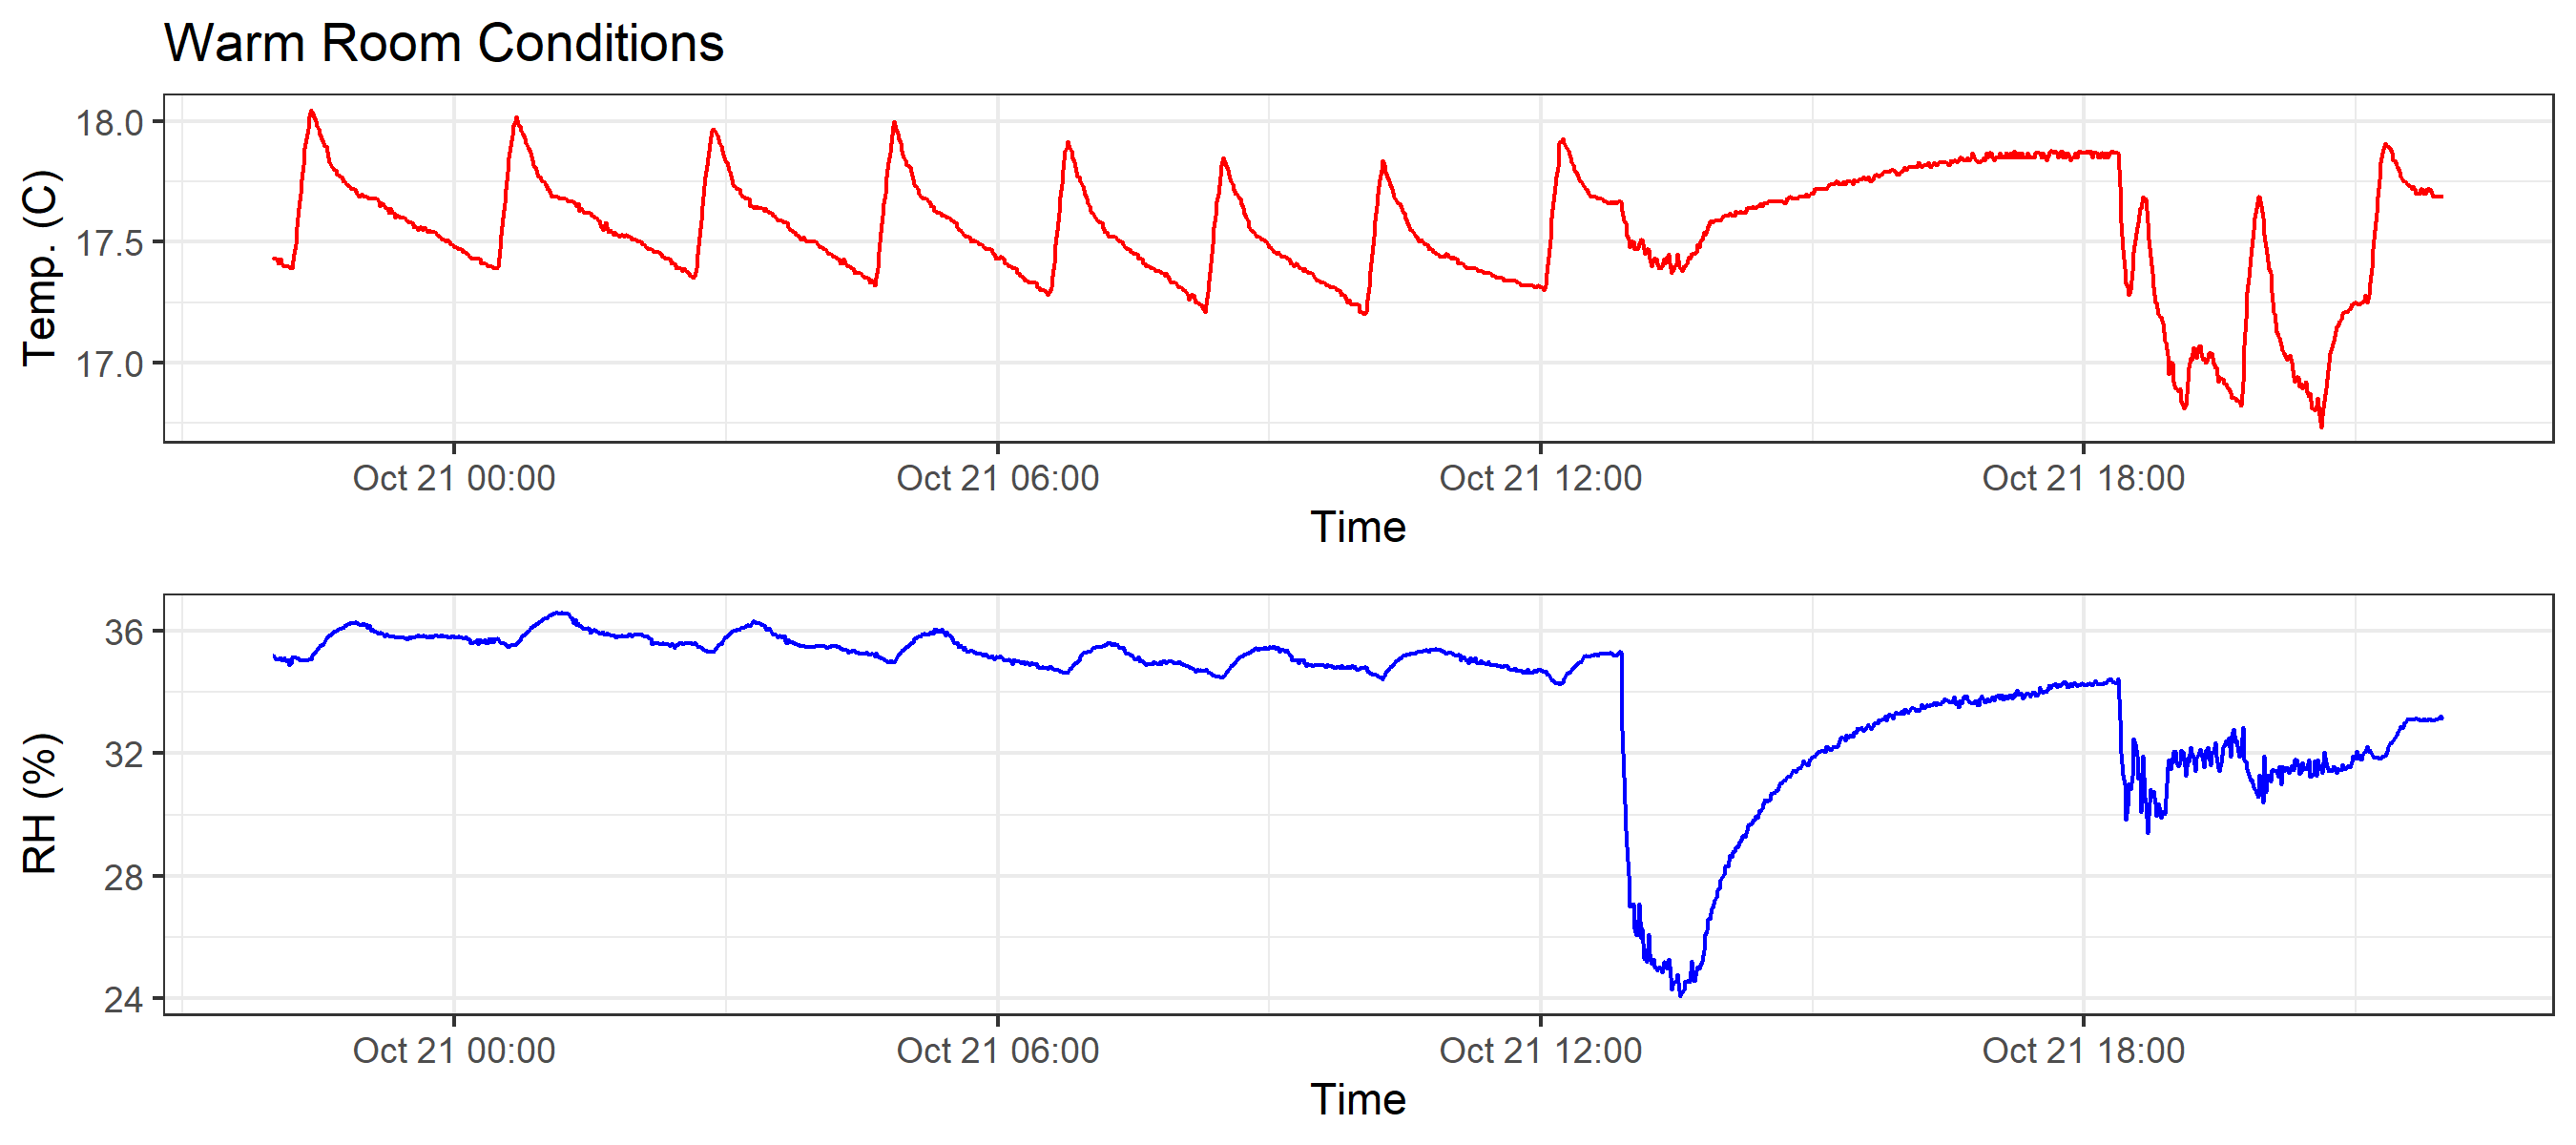 Warm Room Conditions
18.0
17.5
17.0
Temp. (C)
Oct 21 00:00 Oct 21 06:00 Oct 21 12:00 Oct 21 18:00
Time
36
32
28
24
RH (%)
Oct 21 00:00 Oct 21 06:00 Oct 21 12:00 Oct 21 18:00
Time